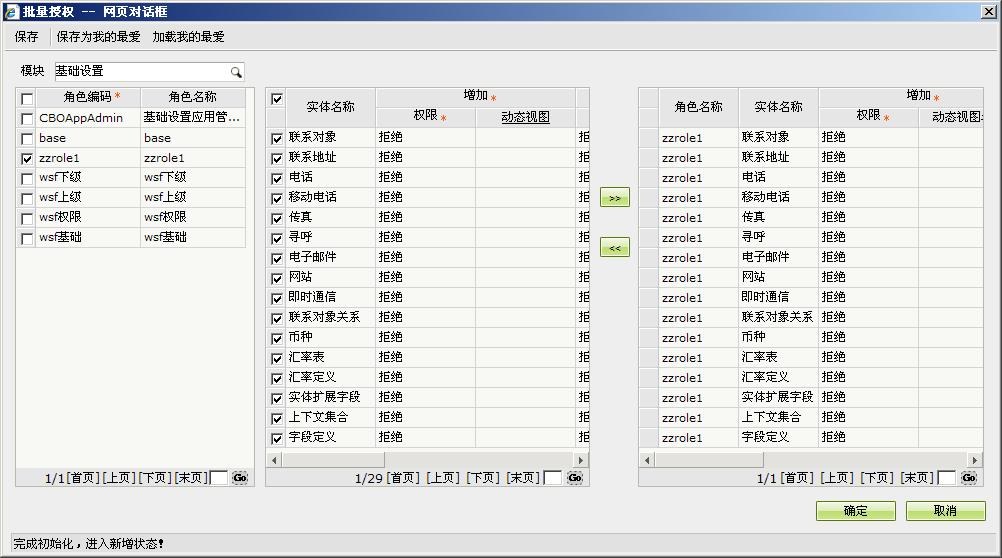 批量授权 -- 网页对话框
保存 保存为我的最爱 加载我的最爱
模块 基础设置
角色编码* 角色名称
CBOAppAdmin 基础设置应用管...
base base
zzrole1 zzrole1
wsf下级 wsf下级
wsf上级 wsf上级
wsf权限 wsf权限
wsf基础 wsf基础
1/1 [首页] [上页] [下页] [末页] Go
实体名称 增加*
权限* 动态视图
联系对象 拒绝 拒
联系地址 拒绝 拒
电话 拒绝 拒
移动电话 拒绝 拒
传真 拒绝 拒
寻呼 拒绝 拒
电子邮件 拒绝 拒
网站 拒绝 拒
即时通信 拒绝 拒
联系对象关系 拒绝 拒
币种 拒绝 拒
汇率表 拒绝 拒
汇率定义 拒绝 拒
实体扩展字段 拒绝 拒
上下文集合 拒绝 拒
字段定义 拒绝 拒
1/29 [首页] [上页] [下页] [末页] Go
>>
<<
角色名称 实体名称 增加*
权限* 动态视图
zzrole1 联系对象 拒绝
zzrole1 联系地址 拒绝
zzrole1 电话 拒绝
zzrole1 移动电话 拒绝
zzrole1 传真 拒绝
zzrole1 寻呼 拒绝
zzrole1 电子邮件 拒绝
zzrole1 网站 拒绝
zzrole1 即时通信 拒绝
zzrole1 联系对象关系 拒绝
zzrole1 币种 拒绝
zzrole1 汇率表 拒绝
zzrole1 汇率定义 拒绝
zzrole1 实体扩展字段 拒绝
zzrole1 上下文集合 拒绝
zzrole1 字段定义 拒绝
1/1 [首页] [上页] [下页] [末页] Go
确定 取消
完成初始化，进入新增状态!